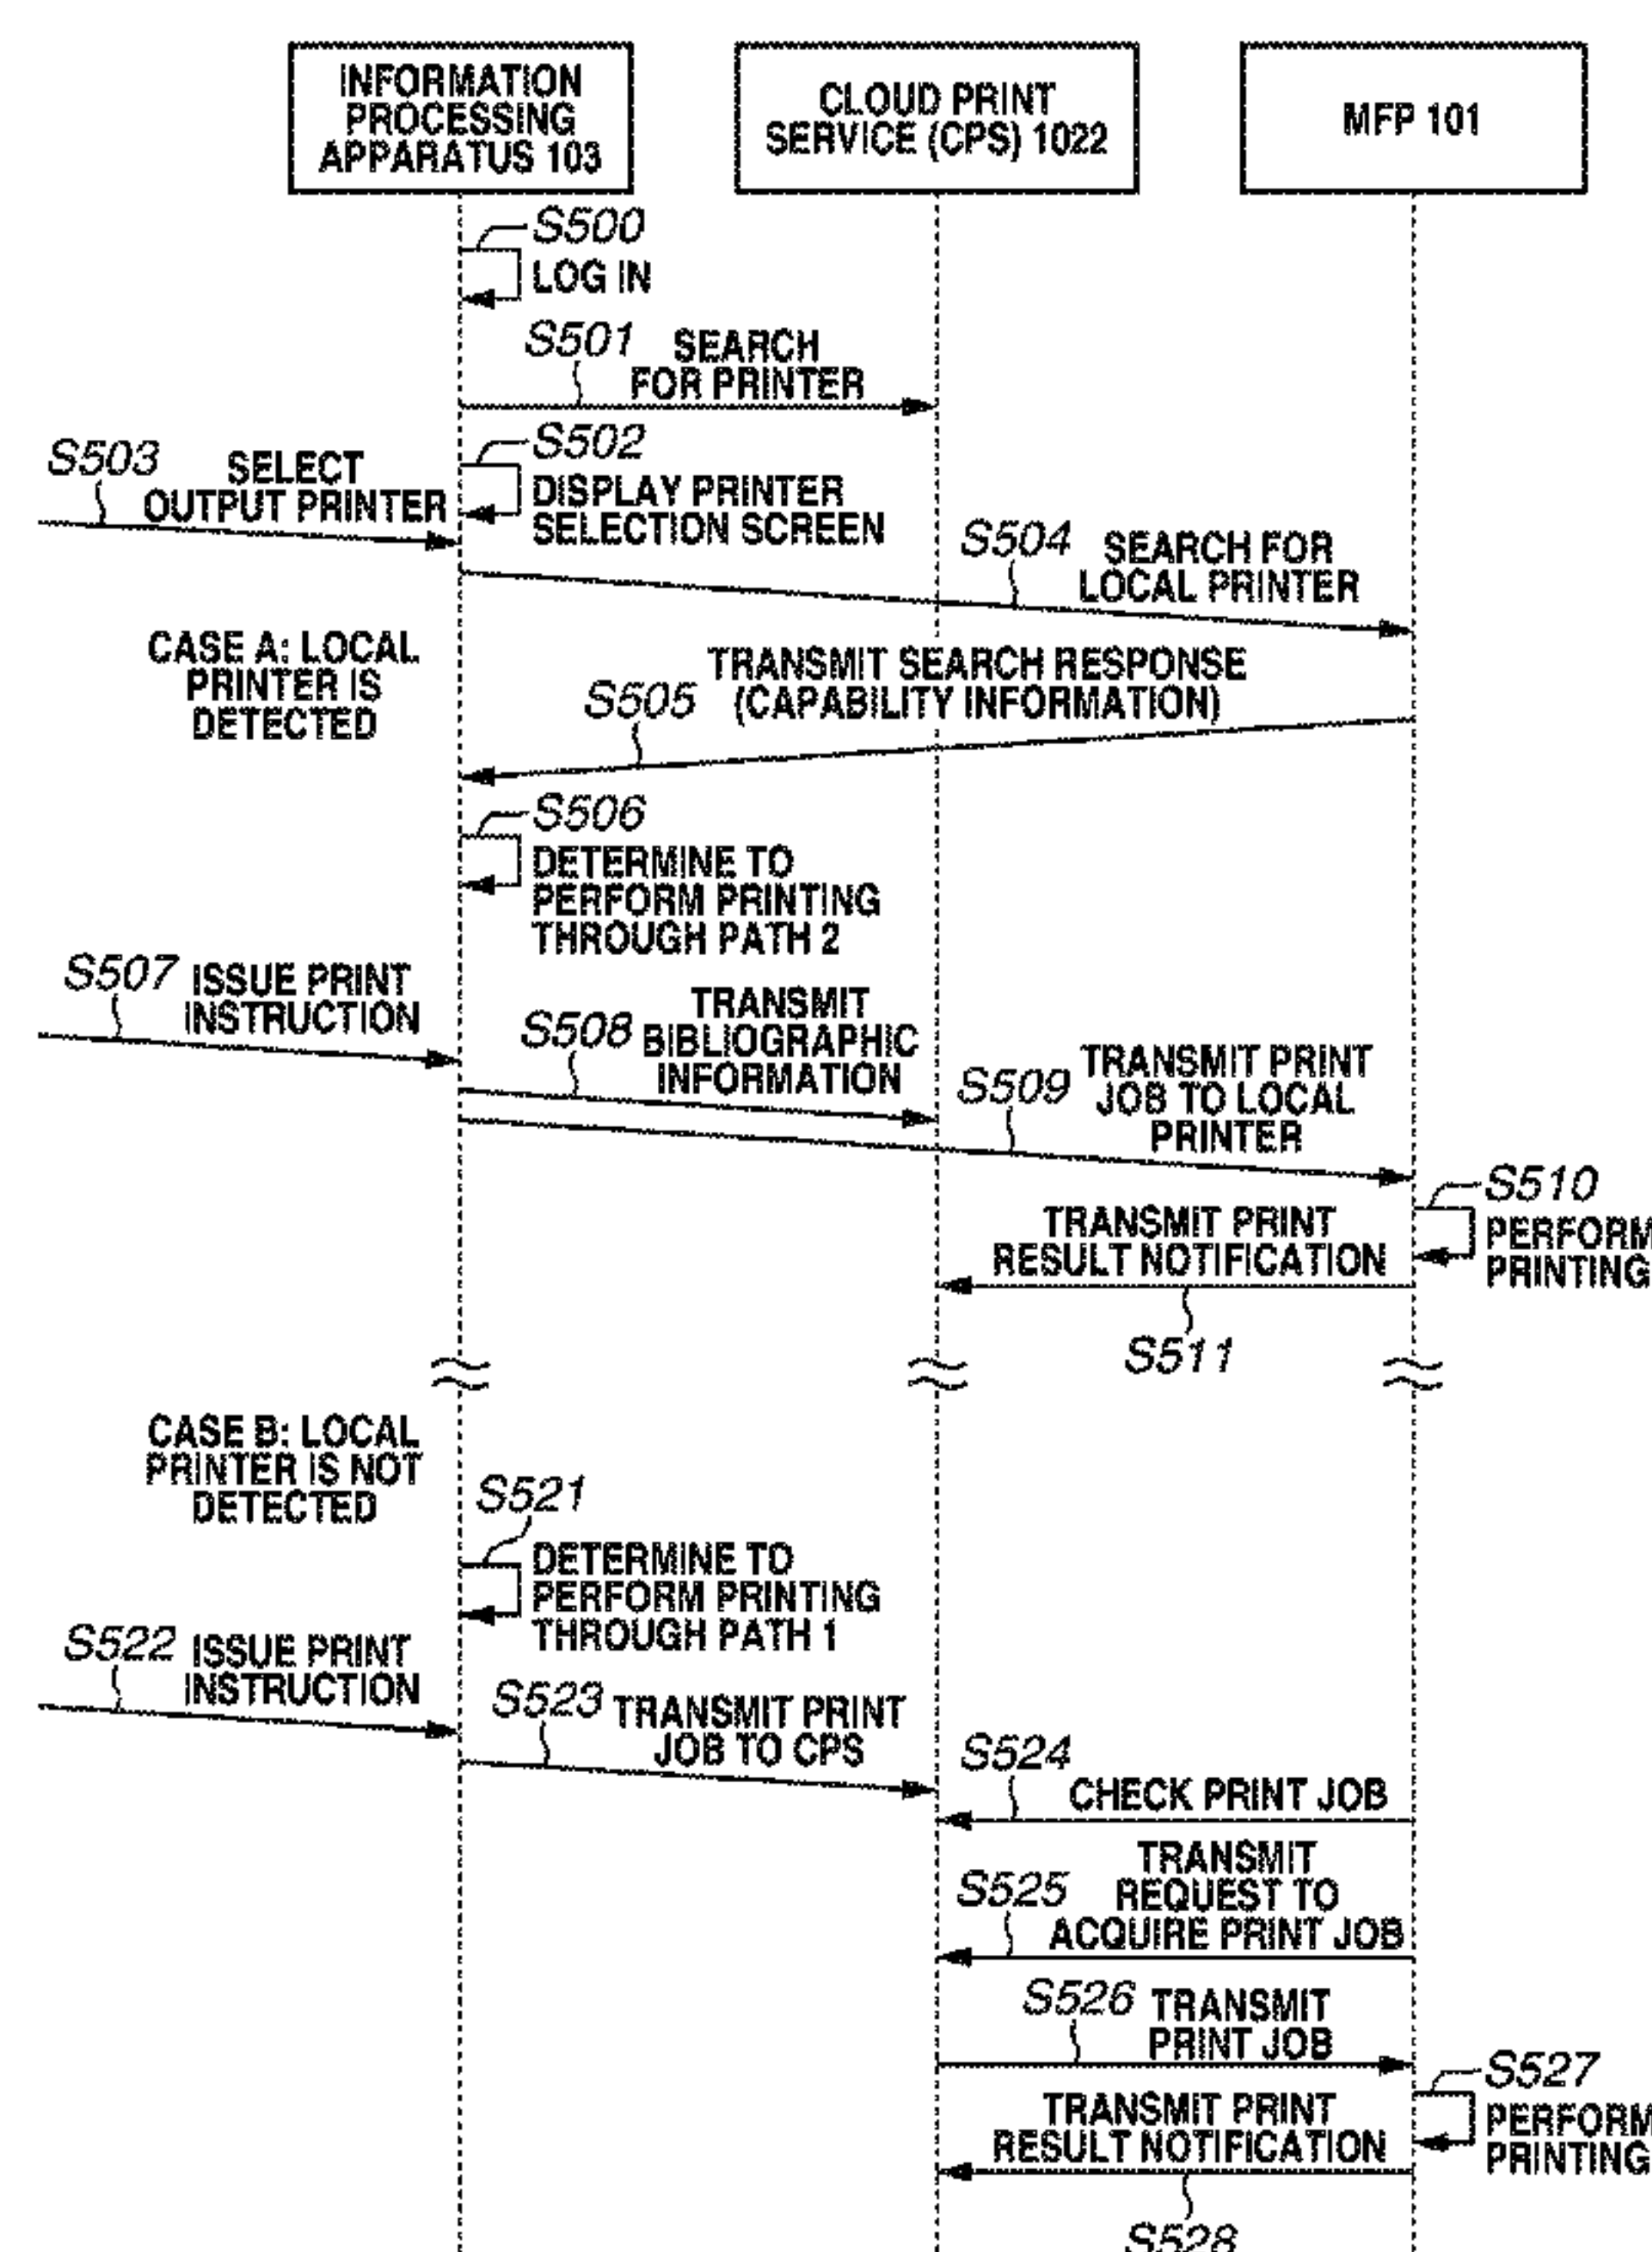 INFORMATION
PROCESSING
APPARATUS 103
CLOUD PRINT
SERVICE (CPS) 1022
MFP 101
S500
LOG IN
S501
SEARCH
FOR PRINTER
S502
DISPLAY PRINTER
SELECTION SCREEN
S503
SELECT
OUTPUT PRINTER
S504
SEARCH FOR
LOCAL PRINTER
CASE A: LOCAL
PRINTER IS
DETECTED
S505
TRANSMIT SEARCH RESPONSE
(CAPABILITY INFORMATION)
S506
DETERMINE TO
PERFORM PRINTING
THROUGH PATH 2
S507
ISSUE PRINT
INSTRUCTION
S508
TRANSMIT
BIBLIOGRAPHIC
INFORMATION
S509
TRANSMIT PRINT
JOB TO LOCAL
PRINTER
S510
PERFORM
PRINTING
TRANSMIT PRINT
RESULT NOTIFICATION
S511
CASE B: LOCAL
PRINTER IS NOT
DETECTED
S521
DETERMINE TO
PERFORM PRINTING
THROUGH PATH 1
S522
ISSUE PRINT
INSTRUCTION
S523
TRANSMIT PRINT
JOB TO CPS
S524
CHECK PRINT JOB
S525
TRANSMIT
REQUEST TO
ACQUIRE PRINT JOB
S526
TRANSMIT
PRINT JOB
S527
PERFORM
PRINTING
TRANSMIT PRINT
RESULT NOTIFICATION
S528